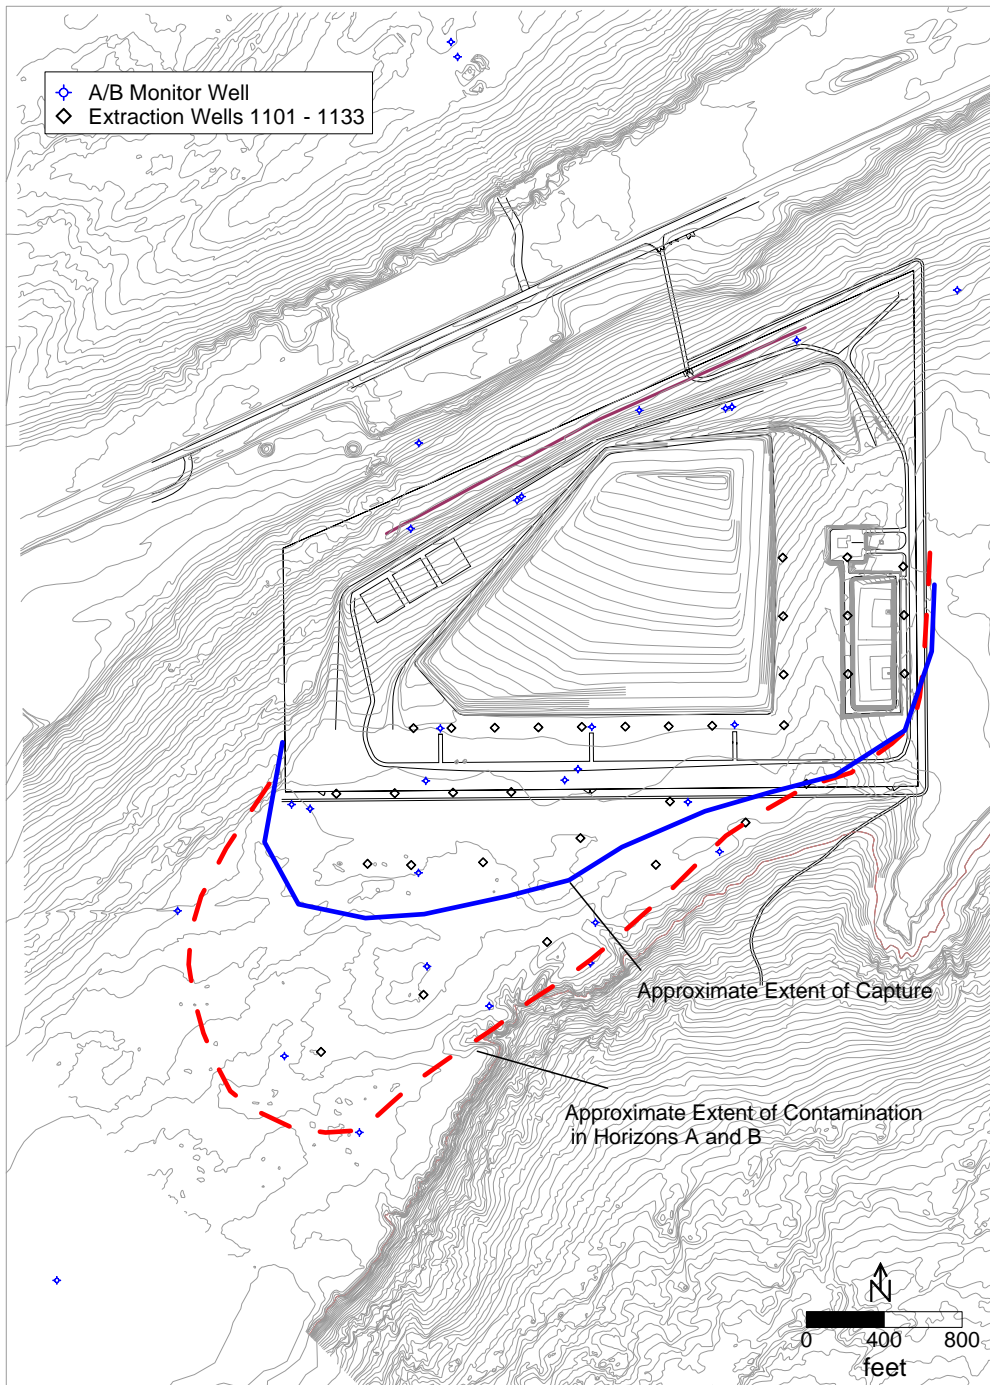 A/B Monitor Well
Extraction Wells 1101 - 1133
Approximate Extent of Capture
Approximate Extent of Contamination
in Horizons A and B
N
0 400 800
feet